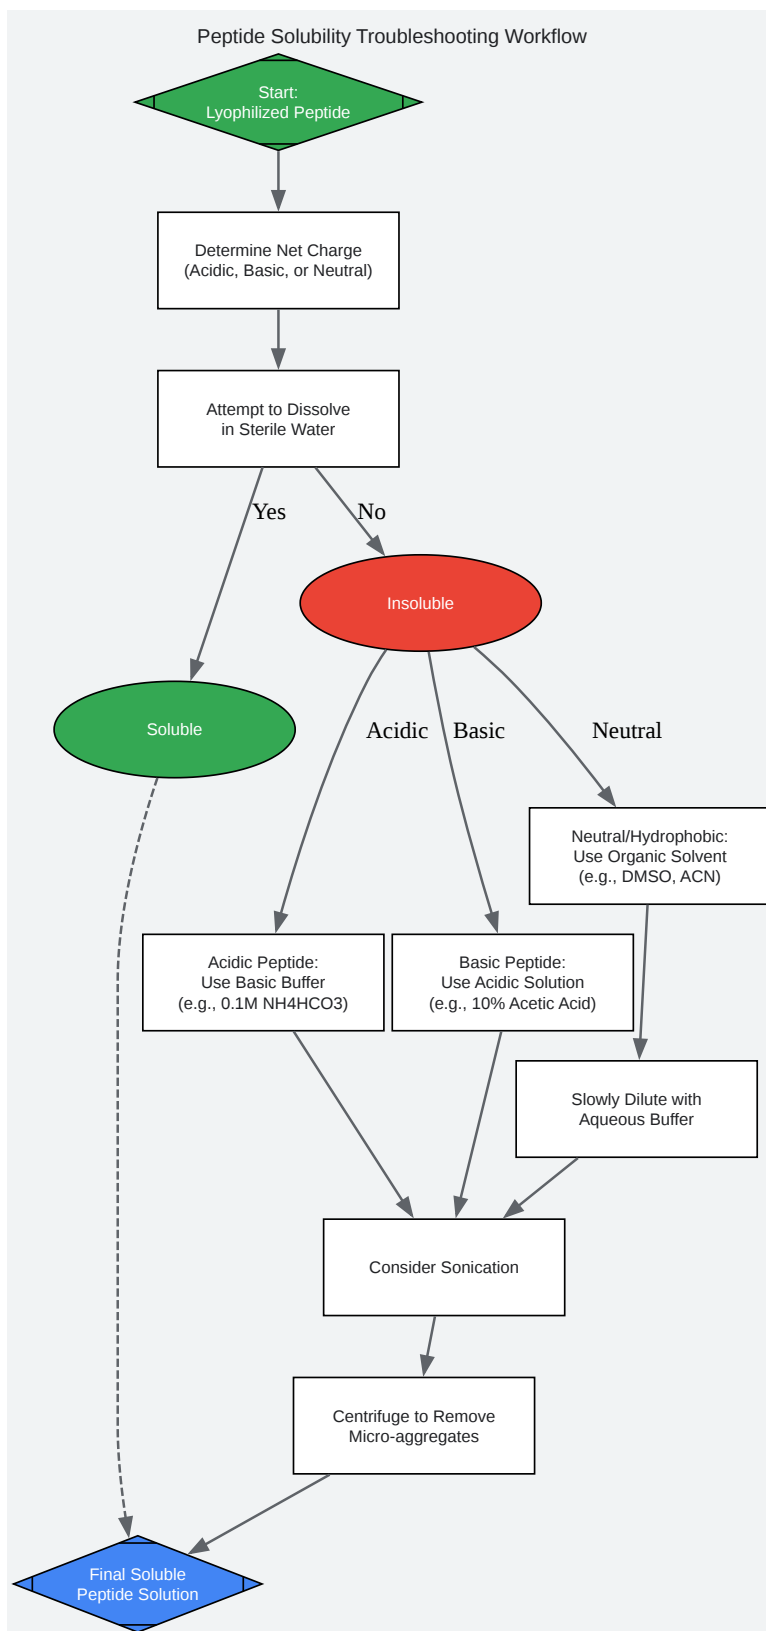 Peptide Solubility Troubleshooting Workflow
Start:
Lyophilized Peptide
Determine Net Charge
(Acidic, Basic, or Neutral)
Attempt to Dissolve
in Sterile Water
Yes
No
Insoluble
Soluble
Acidic
Basic
Neutral
Neutral/Hydrophobic:
Use Organic Solvent
(e.g., DMSO, ACN)
Acidic Peptide:
Use Basic Buffer
(e.g., 0.1M NH4HCO3)
Basic Peptide:
Use Acidic Solution
(e.g., 10% Acetic Acid)
Slowly Dilute with
Aqueous Buffer
Consider Sonication
Centrifuge to Remove
Micro-aggregates
Final Soluble
Peptide Solution